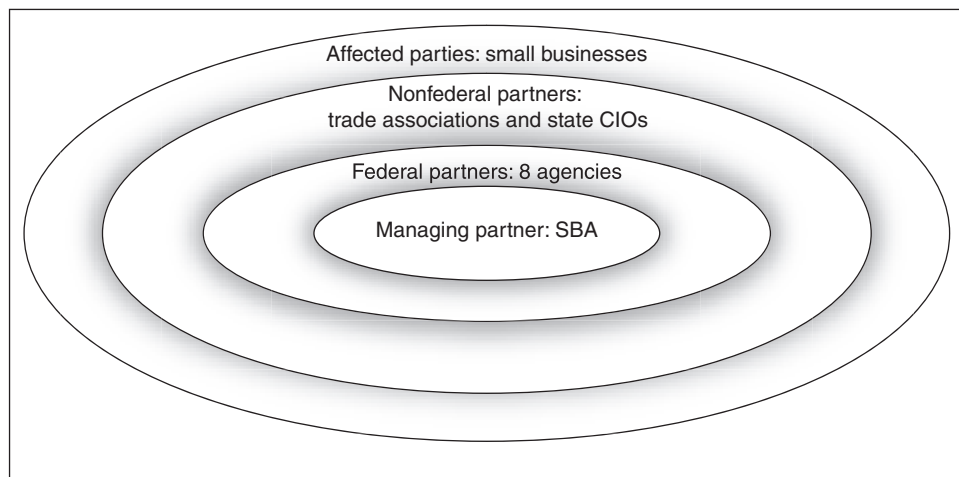 Affected parties: small businesses
Nonfederal partners:
trade associations and state CIOs
Federal partners: 8 agencies
Managing partner: SBA